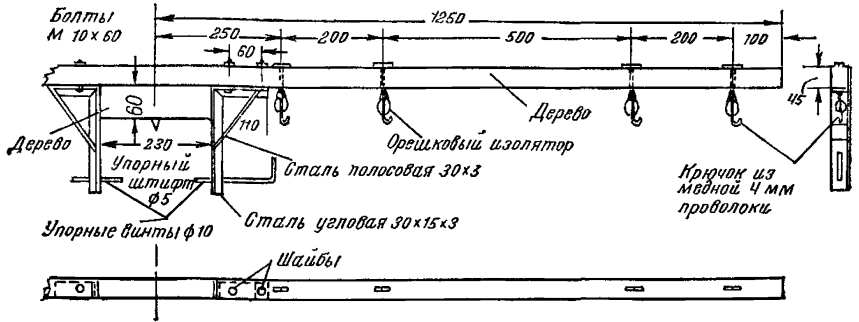 Болты
М 10×60
1250
250
200
500
200
100
60
45
60
Дерево
230
110
Дерево
Орешковый изолятор
Упорный
штифт
ф5
Сталь полосовая 30×3
Крючок из
медной 4 мм
проволоки
Упорные винты ф10
Сталь угловая 30×15×3
Шайбы